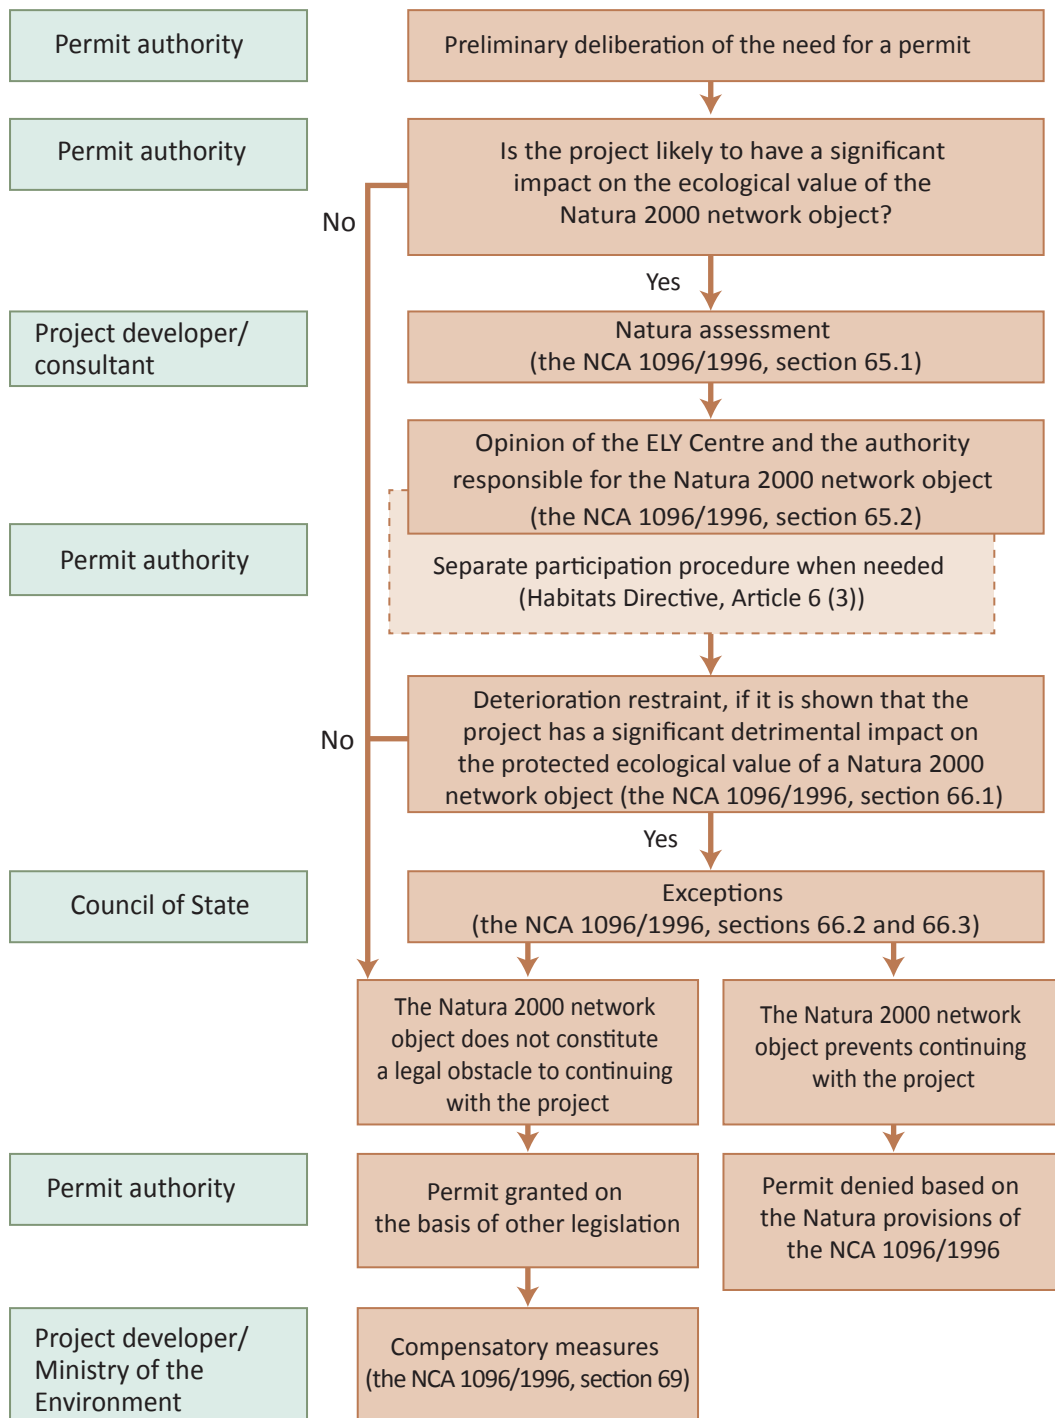 Permit authority
Preliminary deliberation of the need for a permit
Permit authority
Is the project likely to have a significant
impact on the ecological value of the
Natura 2000 network object?
No
Yes
Project developer/
consultant
Natura assessment
(the NCA 1096/1996, section 65.1)
Opinion of the ELY Centre and the authority
responsible for the Natura 2000 network object
(the NCA 1096/1996, section 65.2)
Permit authority
Separate participation procedure when needed
(Habitats Directive, Article 6 (3))
Deterioration restraint, if it is shown that the
project has a significant detrimental impact on
the protected ecological value of a Natura 2000
network object (the NCA 1096/1996, section 66.1)
No
Yes
Council of State
Exceptions
(the NCA 1096/1996, sections 66.2 and 66.3)
The Natura 2000 network
object does not constitute
a legal obstacle to continuing
with the project
The Natura 2000 network
object prevents continuing
with the project
Permit authority
Permit granted on
the basis of other legislation
Permit denied based on
the Natura provisions of
the NCA 1096/1996
Project developer/
Ministry of the
Environment
Compensatory measures
(the NCA 1096/1996, section 69)